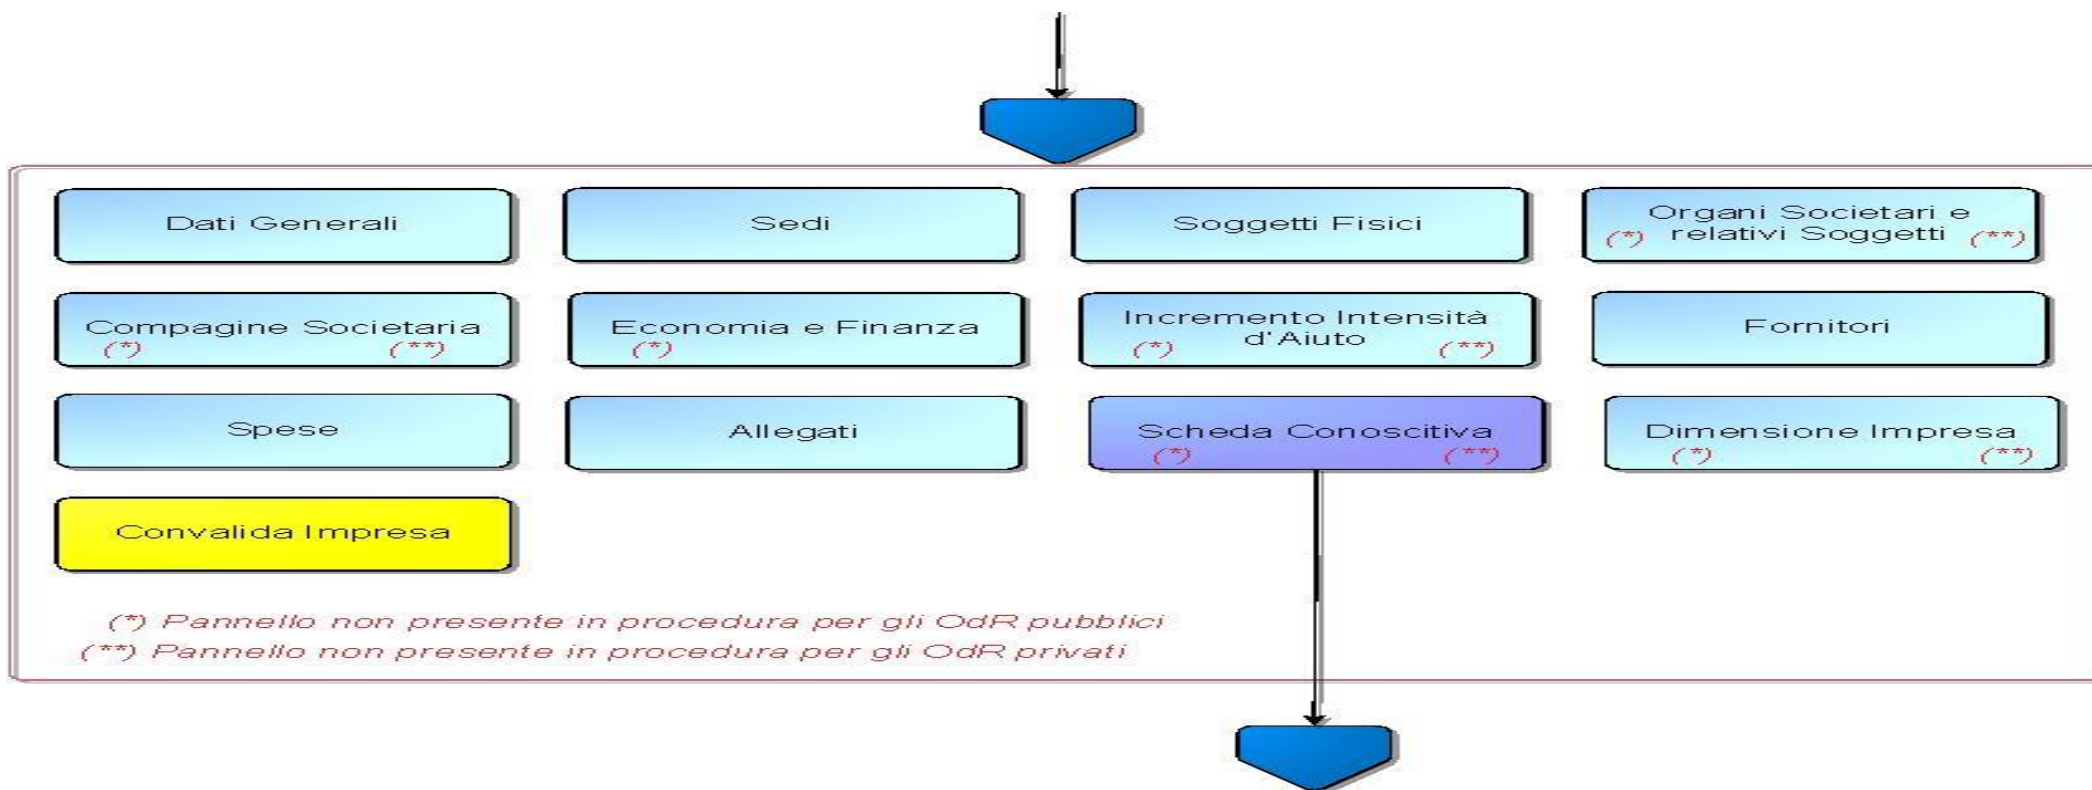 Dati Generali
Sedi
Soggetti Fisici
Organi Societari e
(*) relativi Soggetti (**)
Compagine Societaria
(*) (**)
Economia e Finanza
(*)
Incremento Intensità
d'Aiuto
(*) (**)
Fornitori
Spese
Allegati
Scheda Conoscitiva
(*) (**)
Dimensione Impresa
(*) (**)
Convalida Impresa
(*) Pannello non presente in procedura per gli OdR pubblici
(**) Pannello non presente in procedura per gli OdR privati